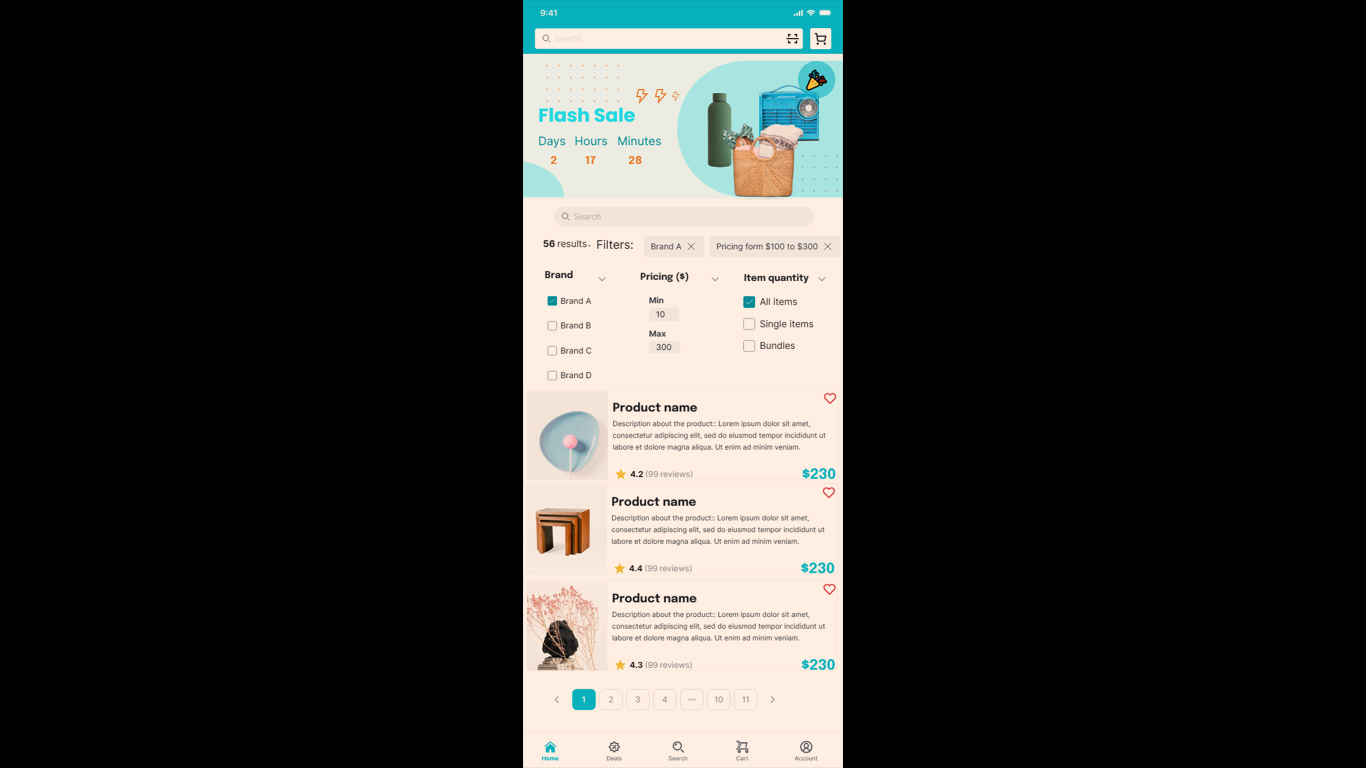 9:41
Search
Flash Sale
Days Hours Minutes
2 17 28
Search
56 results. Filters: Brand A Pricing form $100 to $300
Brand Pricing ($) Item quantity
Brand A
Brand B
Brand C
Brand D
Min
10
Max
300
All items
Single items
Bundles
Product name
Description about the product:: Lorem ipsum dolor sit amet,
consectetur adipiscing elit, sed do eiusmod tempor incididunt ut
labore et dolore magna aliqua. Ut enim ad minim veniam.
4.2 (99 reviews) $230
Product name
Description about the product:: Lorem ipsum dolor sit amet,
consectetur adipiscing elit, sed do eiusmod tempor incididunt ut
labore et dolore magna aliqua. Ut enim ad minim veniam.
4.4 (99 reviews) $230
Product name
Description about the product:: Lorem ipsum dolor sit amet,
consectetur adipiscing elit, sed do eiusmod tempor incididunt ut
labore et dolore magna aliqua. Ut enim ad minim veniam.
4.3 (99 reviews) $230
1 2 3 4 ... 10 11
Home Deals Search Cart Account